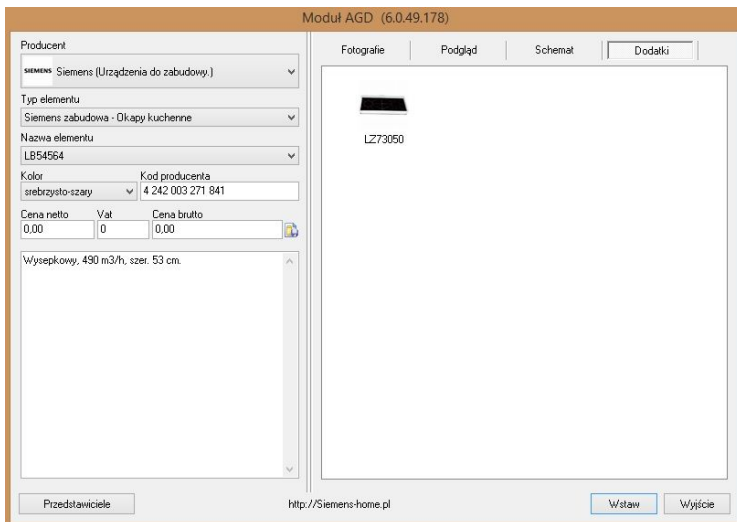 Moduł AGD (6.0.49.178)
Producent
SIEMENS Siemens (Urządzenia do zabudowy.)
Typ elementu
Siemens zabudowa - Okapy kuchenne
Nazwa elementu
LB54564
Kolor Kod producenta
srebrzysto-szary 4 242 003 271 841
Cena netto Vat Cena brutto
0,00 0 0,00
Wysepkowy, 490 m3/h, szer. 53 cm.
Przedstawiciele
Fotografie Podgląd Schemat Dodatki
LZ73050
http://Siemens-home.pl
Wstaw Wyjście